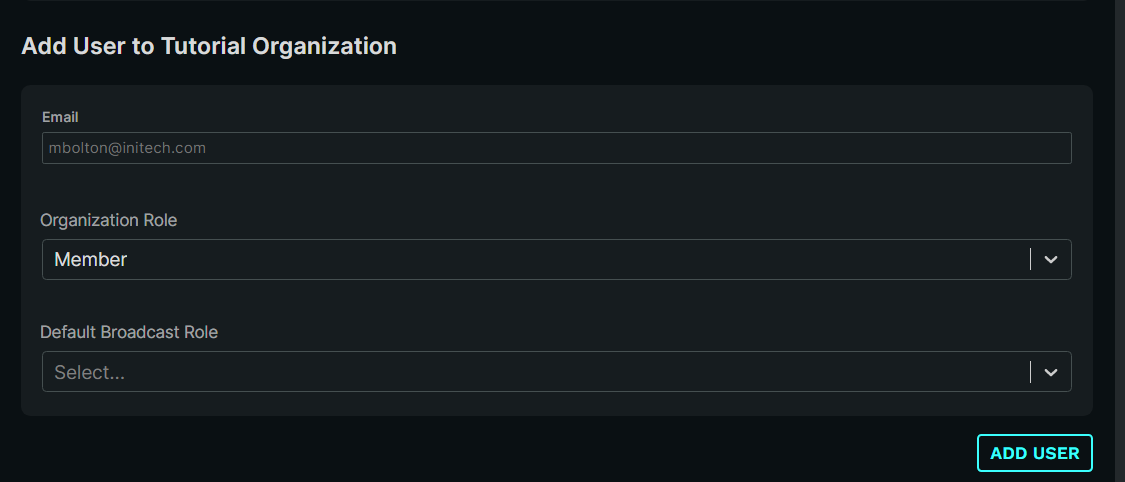 Add User to Tutorial Organization
Email
mbolton@initech.com
Organization Role
Member
Default Broadcast Role
Select...
ADD USER